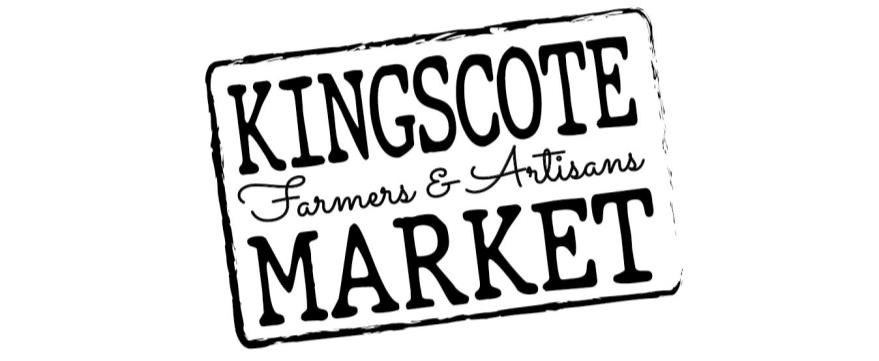 KINGSCOTE
Farmers & Artisans
MARKET